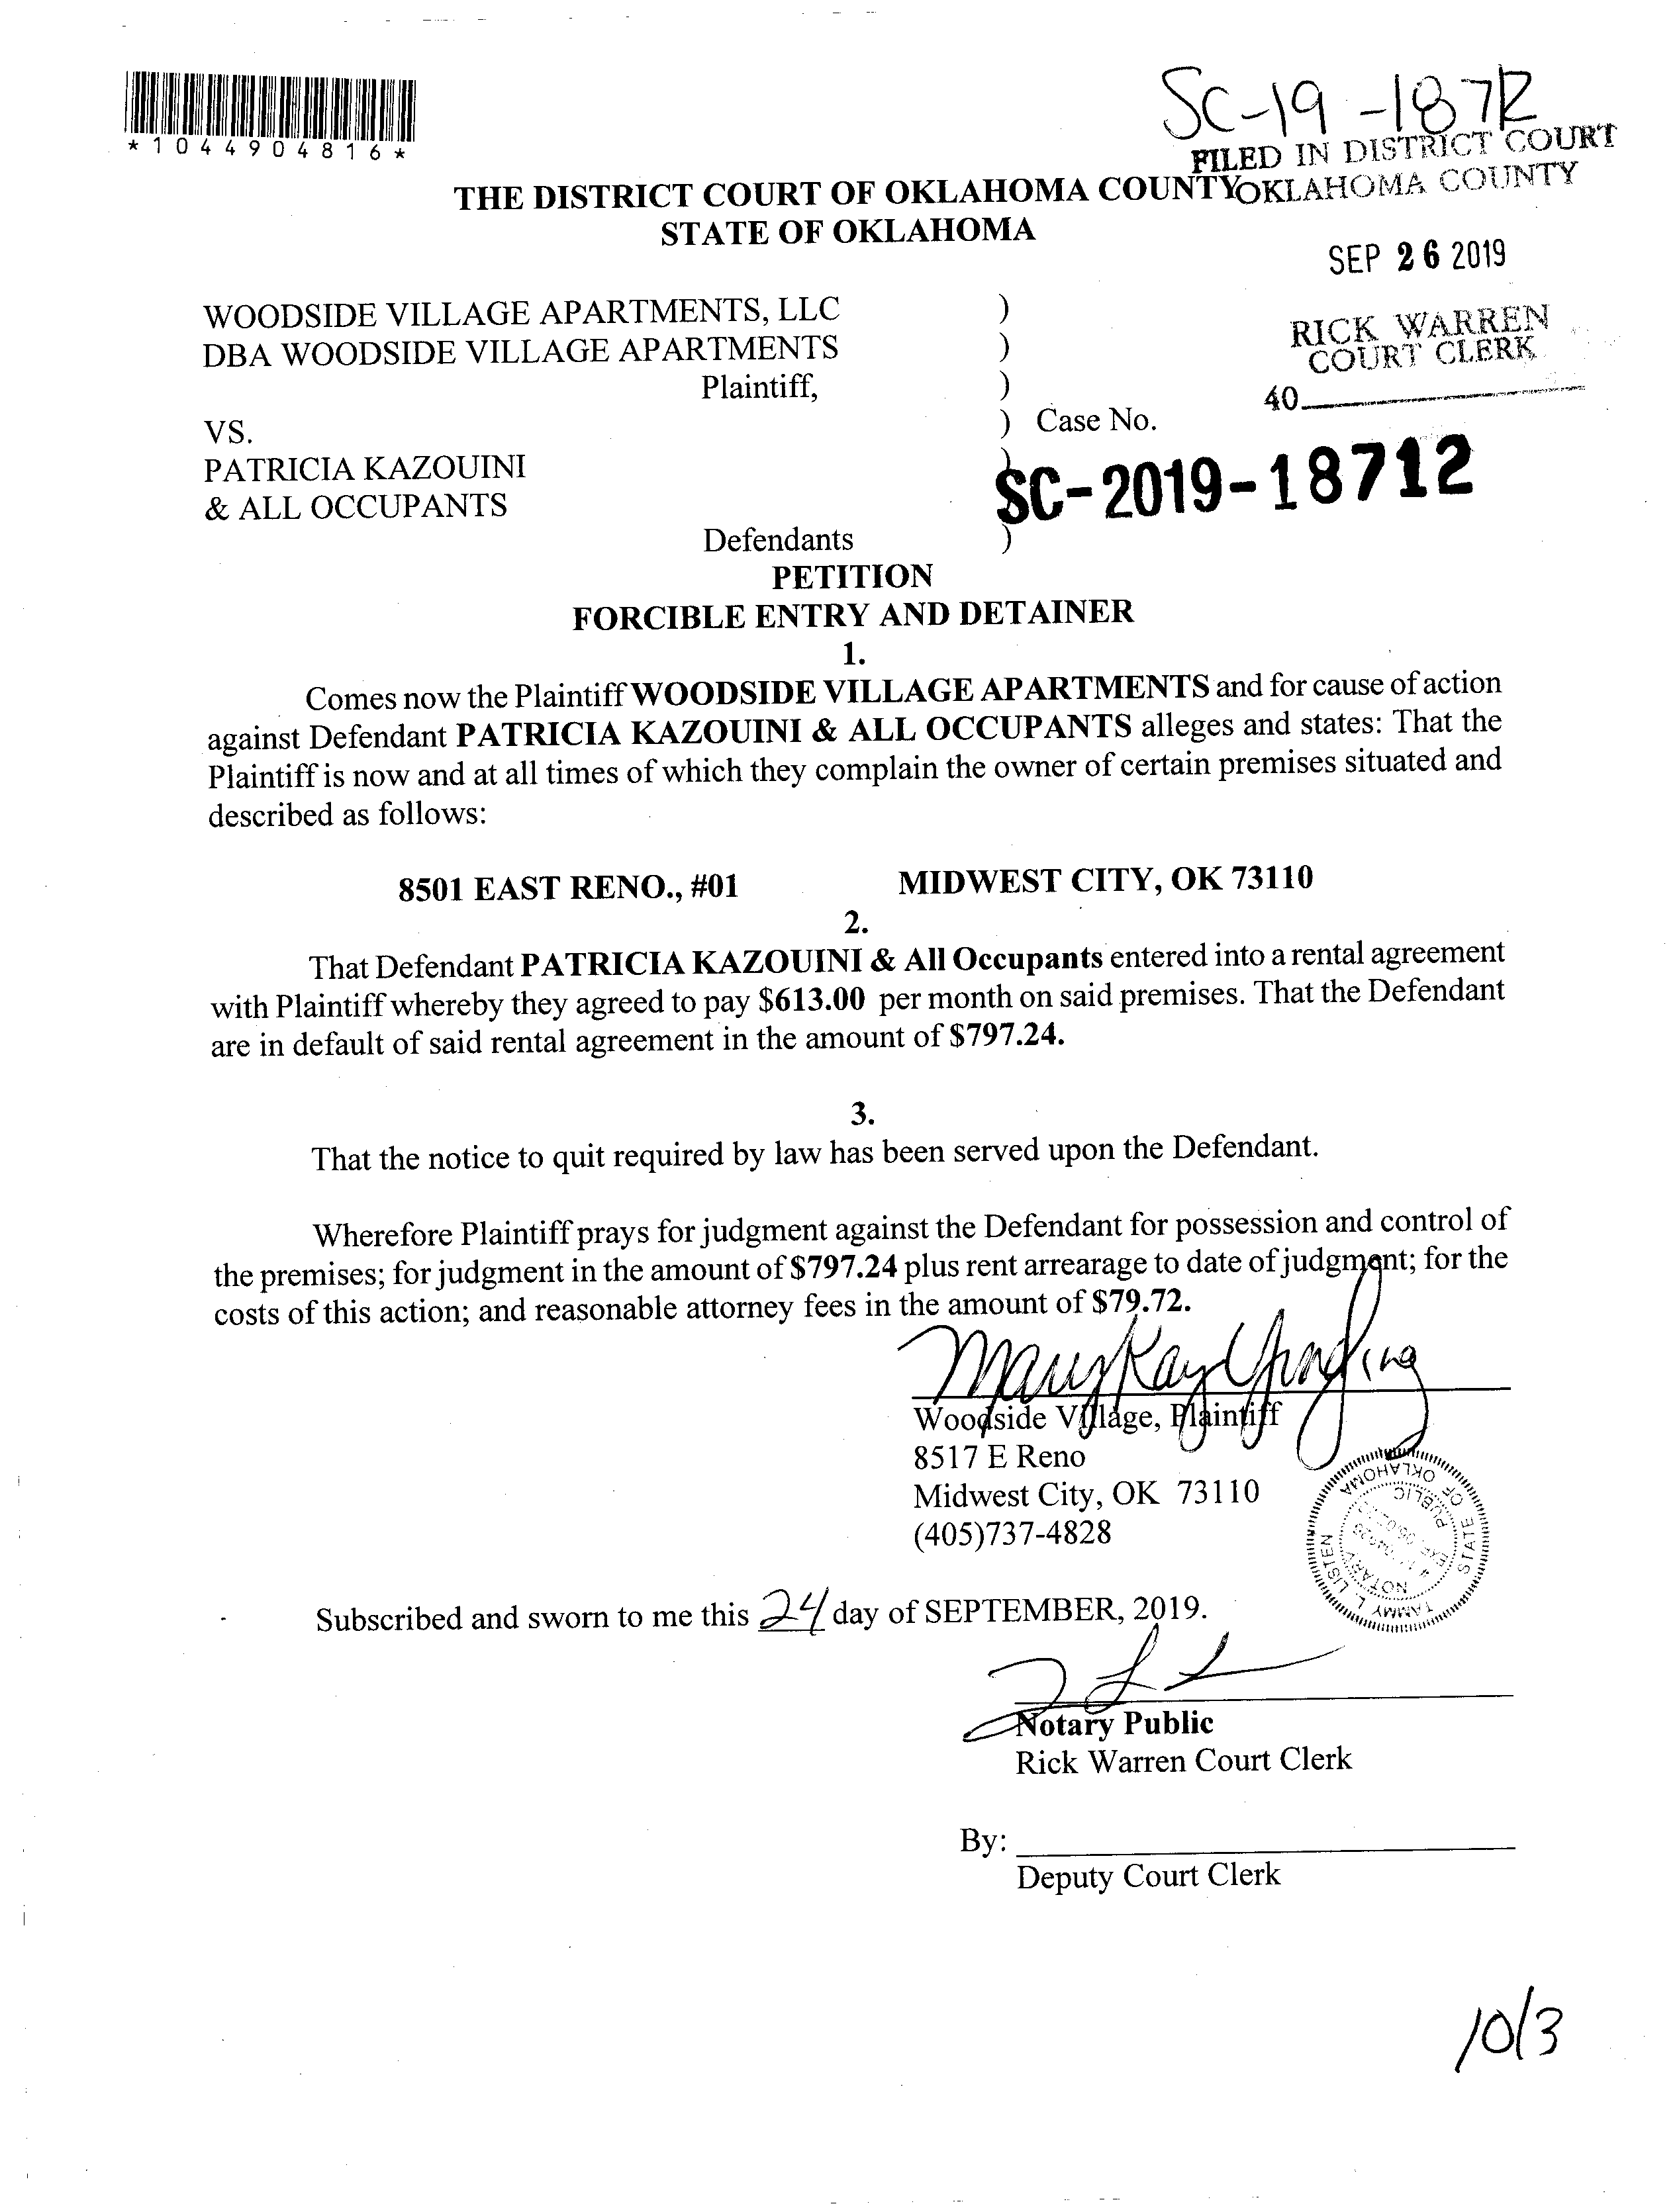 SC-19-18712
*1044904816*
FILED IN DISTRICT COURT
OKLAHOMA COUNTY
THE DISTRICT COURT OF OKLAHOMA COUNTY
STATE OF OKLAHOMA
SEP 26 2019
WOODSIDE VILLAGE APARTMENTS, LLC )
DBA WOODSIDE VILLAGE APARTMENTS )
Plaintiff, )
RICK WARREN
COURT CLERK
40
) Case No.
VS.
PATRICIA KAZOUINI )
& ALL OCCUPANTS
SC-2019-18712
Defendants )
PETITION
FORCIBLE ENTRY AND DETAINER
1.
Comes now the Plaintiff WOODSIDE VILLAGE APARTMENTS and for cause of action
against Defendant PATRICIA KAZOUINI & ALL OCCUPANTS alleges and states: That the
Plaintiff is now and at all times of which they complain the owner of certain premises situated and
described as follows:
8501 EAST RENO., #01 MIDWEST CITY, OK 73110
2.
That Defendant PATRICIA KAZOUINI & All Occupants entered into a rental agreement
with Plaintiff whereby they agreed to pay $613.00 per month on said premises. That the Defendant
are in default of said rental agreement in the amount of $797.24.
3.
That the notice to quit required by law has been served upon the Defendant.
Wherefore Plaintiff prays for judgment against the Defendant for possession and control of
the premises; for judgment in the amount of $797.24 plus rent arrearage to date of judgment; for the
costs of this action; and reasonable attorney fees in the amount of $79.72.
Mary Kay
Woodside Village, Plaintiff
8517 E Reno
Midwest City, OK 73110
(405)737-4828
TAMMY L. LISTEN
NOTARY PUBLIC
STATE OF OKLAHOMA
Subscribed and sworn to me this 24 day of SEPTEMBER, 2019.
Notary Public
Rick Warren Court Clerk
By:
Deputy Court Clerk
10/3